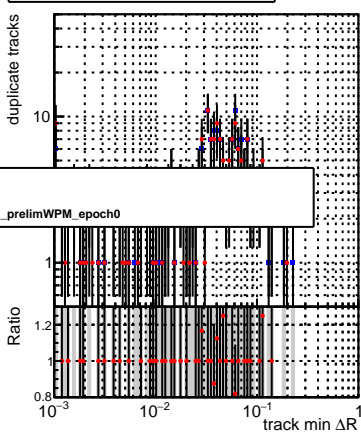 duplicate tracks
10
_prelimWPM_epoch0
1
Ratio
1.2
1
0.8
10⁻³
10⁻²
10⁻¹
1
track min ΔR